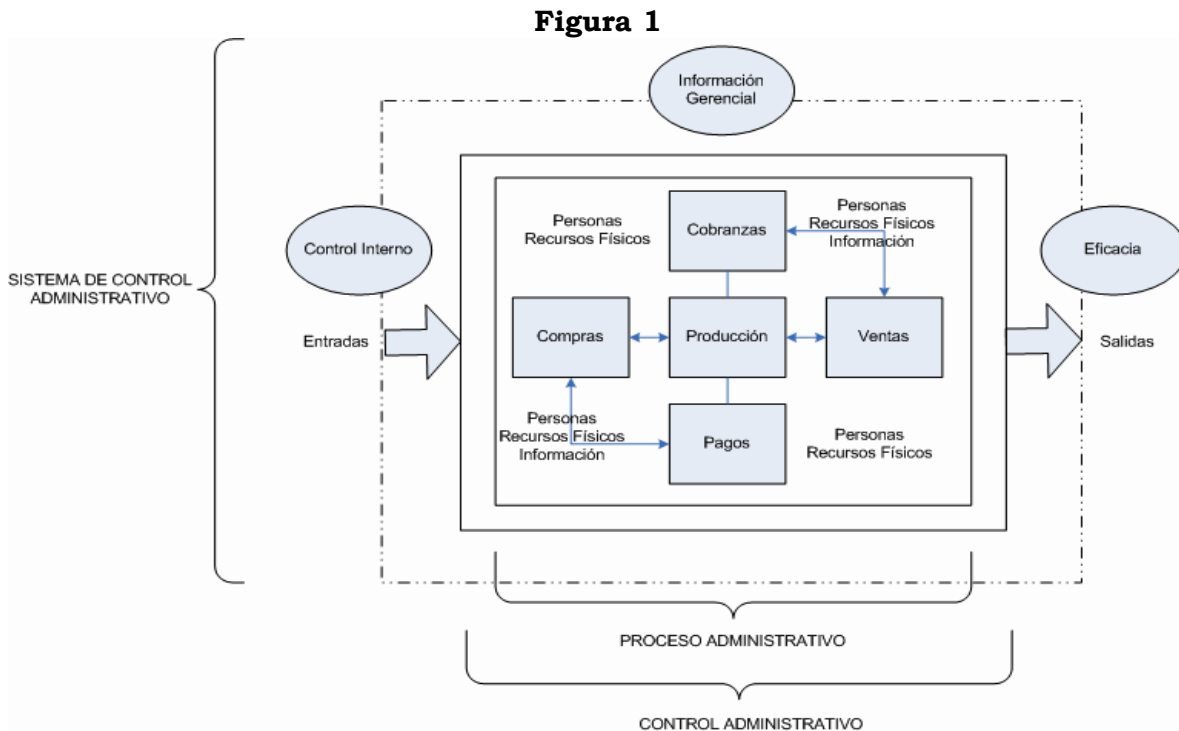 Figura 1
Información
Gerencial
Personas
Recursos Físicos
Cobranzas
Personas
Recursos Físicos
Información
Control Interno
Eficacia
SISTEMA DE CONTROL
ADMINISTRATIVO
Entradas
Compras
Producción
Ventas
Salidas
Personas
Recursos Físicos
Información
Pagos
Personas
Recursos Físicos
PROCESO ADMINISTRATIVO
CONTROL ADMINISTRATIVO